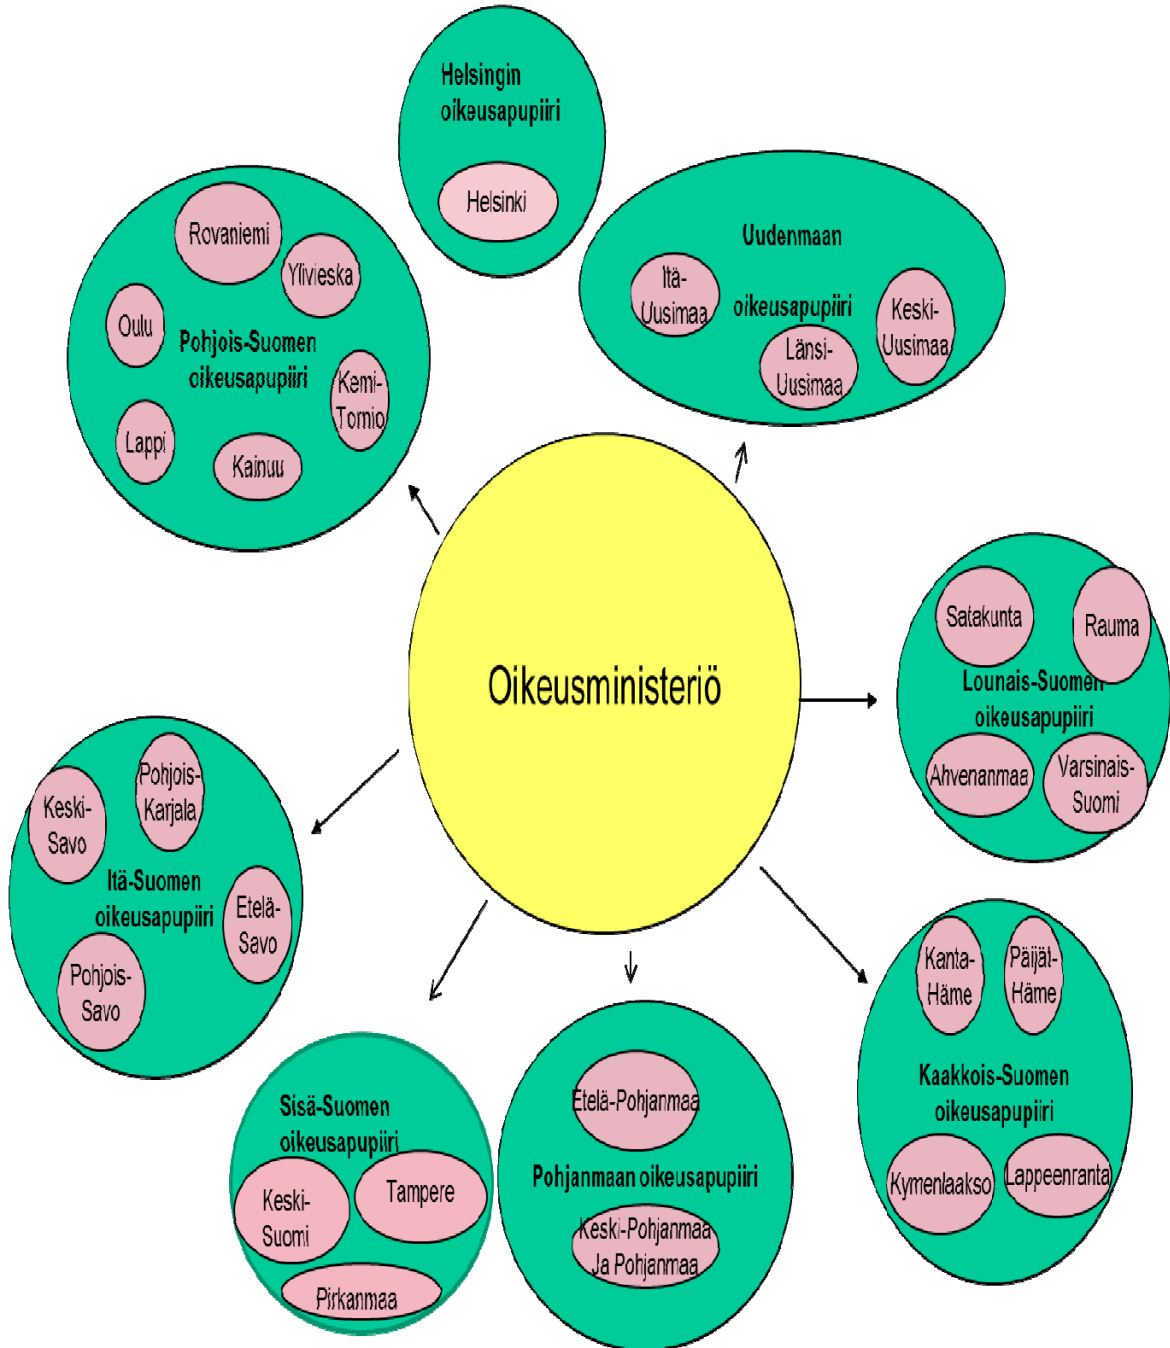 Helsingin
oikeusapupiiri
Helsinki
Uudenmaan
oikeusapupiiri
Itä-
Uusimaa
Länsi-
Uusimaa
Keski-
Uusimaa
Rovaniemi
Ylivieska
Oulu
Pohjois-Suomen
oikeusapupiiri
Kemi-
Tornio
Lappi
Kainuu
Oikeusministeriö
Satakunta
Rauma
Lounais-Suomen
oikeusapupiiri
Ahvenanmaa
Varsinais-
Suomi
Pohjois-
Karjala
Keski-
Savo
Itä-Suomen
oikeusapupiiri
Etelä-
Savo
Pohjois-
Savo
Kanta-
Häme
Päijät-
Häme
Kaakkois-Suomen
oikeusapupiiri
Kymenlaakso
Lappeenranta
Sisä-Suomen
oikeusapupiiri
Keski-
Suomi
Tampere
Pirkanmaa
Etelä-Pohjanmaa
Pohjanmaan oikeusapupiiri
Keski-Pohjanmaa
Ja Pohjanmaa